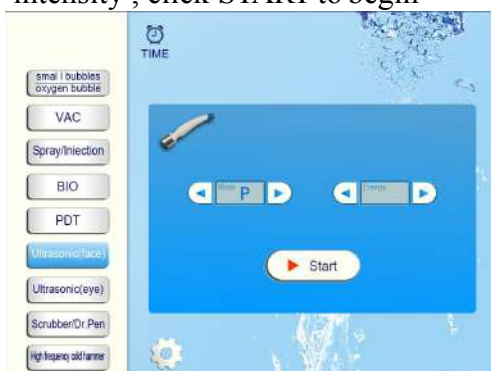 intensity , click START to begin
TIME
smal l bubbles
oxygen bubble
VAC
Spray/Iniection
BIO
PDT
Ultrasonic(face)
Ultrasonic(eye)
Scrubber/Dr.Pen
High frequency cold hammer
Mode
P
Energy
Start